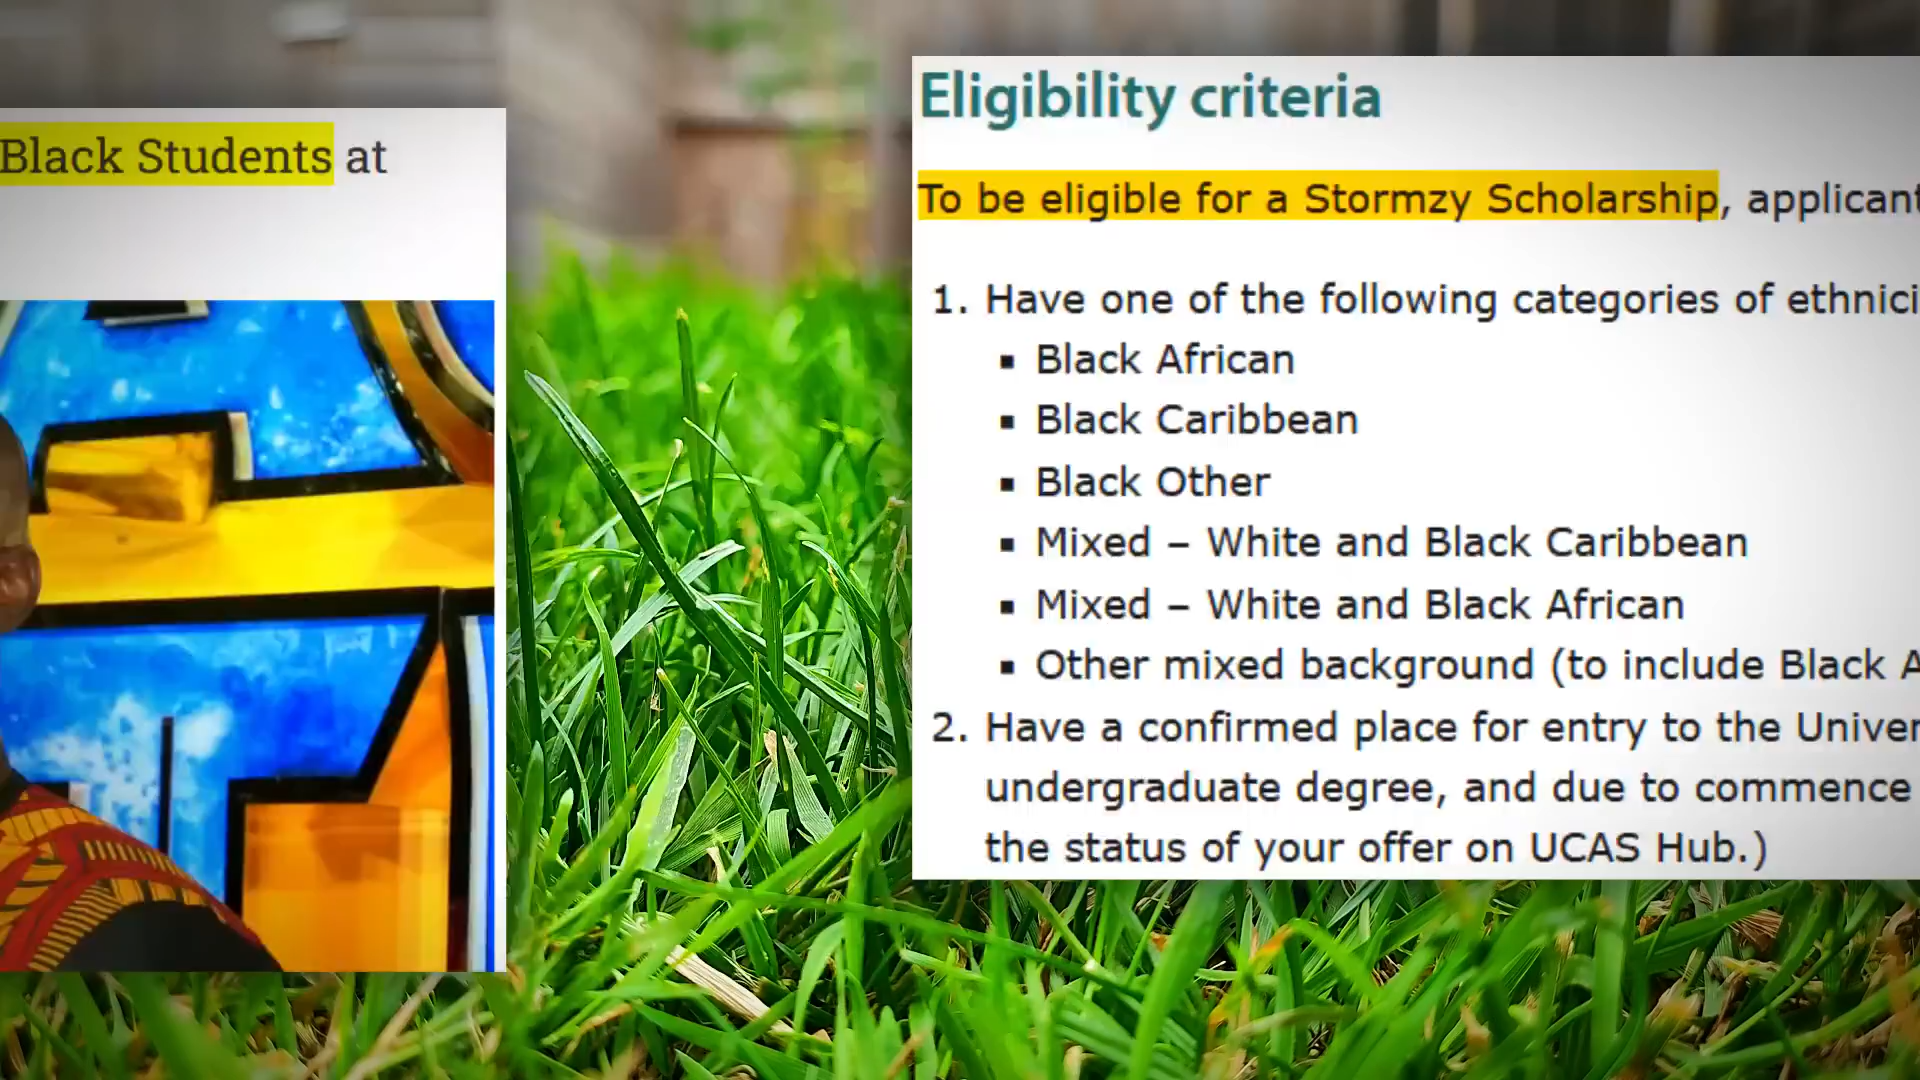 Black Students at
Eligibility criteria
To be eligible for a Stormzy Scholarship, applicant
1. Have one of the following categories of ethnici
▪ Black African
▪ Black Caribbean
▪ Black Other
▪ Mixed – White and Black Caribbean
▪ Mixed – White and Black African
▪ Other mixed background (to include Black A
2. Have a confirmed place for entry to the Univer
undergraduate degree, and due to commence
the status of your offer on UCAS Hub.)